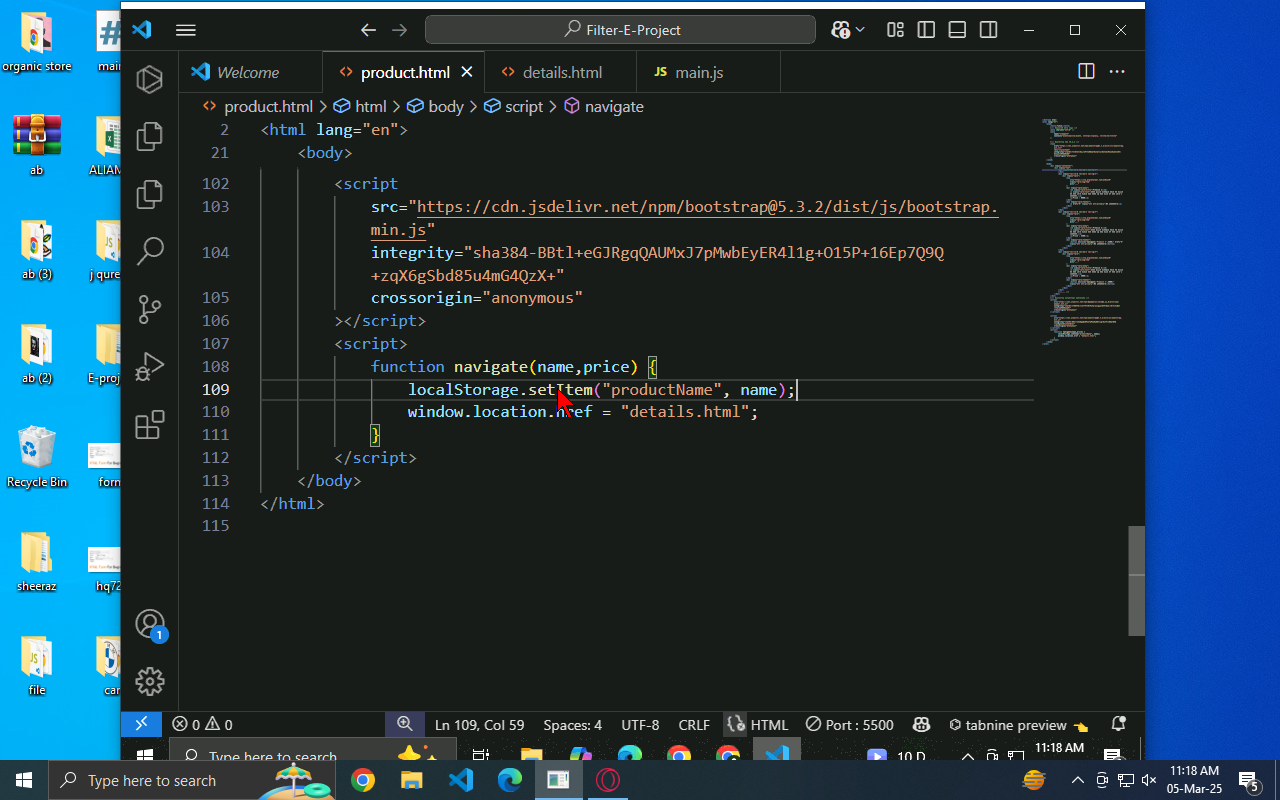 organic store
main
ab
ALIAM
ab (3)
j qure
ab (2)
E-proj
Recycle Bin
form
sheeraz
hq72
file
car
Filter-E-Project
Welcome
product.html
details.html
JS main.js
product.html > html > body > script > navigate
2 <html lang="en">
21 <body>
102 <script
103 src="https://cdn.jsdelivr.net/npm/bootstrap@5.3.2/dist/js/bootstrap.
min.js"
104 integrity="sha384-BBtl+eGJRgqQAUMxJ7pMwbEyER4l1g+O15P+16Ep7Q9Q
+zqX6gSbd85u4mG4QzX+"
105 crossorigin="anonymous"
106 ></script>
107 <script>
108 function navigate(name,price) {
109 localStorage.setItem("productName", name);
110 window.location.href = "details.html";
111 }
112 </script>
113 </body>
114 </html>
115
1
0 0
Ln 109, Col 59
Spaces: 4
UTF-8
CRLF
HTML
Port : 5500
tabnine preview
Type here to search
10 D
11:18 AM
Type here to search
11:18 AM
05-Mar-25
5